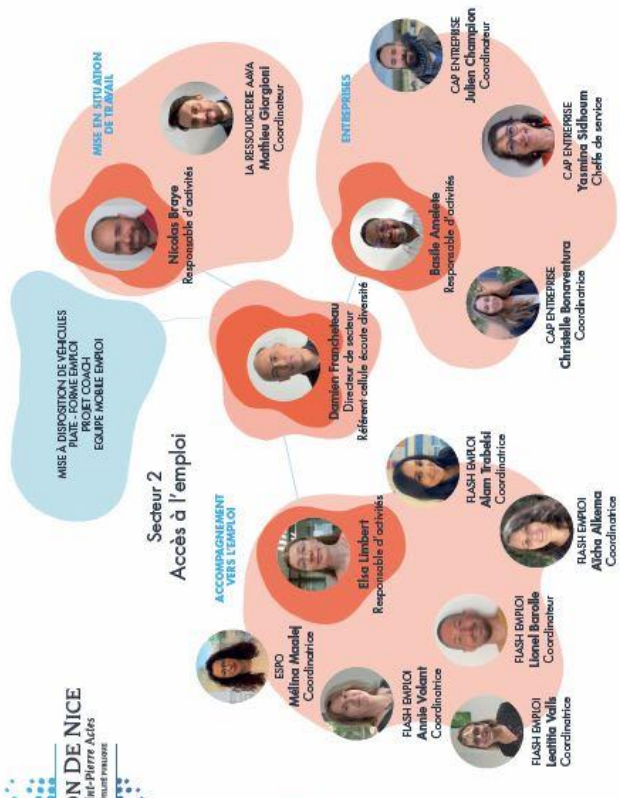 ON DE NICE
nt-Pierre Actes
Secteur 2
Accès à l'emploi
MISE À DISPOSITION DE VÉHICULES
PLATE - FORME EMPLOI
PROJET COACH
EQUIPE MOBILE EMPLOI
Damien Francheteau
Directeur de secteur
Référent cellule écoute diversité
ACCOMPAGNEMENT
VERS L'EMPLOI
Elsa Limbert
Responsable d'activités
ESPO
Mélina Maalej
Coordinatrice
FLASH EMPLOI
Annie Volant
Coordinatrice
FLASH EMPLOI
Leatitia Valls
Coordinatrice
FLASH EMPLOI
Lionel Barolle
Coordinateur
FLASH EMPLOI
Aïcha Alkema
Coordinatrice
FLASH EMPLOI
Alam Trabelsi
Coordinatrice
MISE EN SITUATION
DE TRAVAIL
Nicolas Braye
Responsable d'activités
LA RESSOURCERIE AAVA
Mathieu Giorgioni
Coordinateur
ENTREPRISES
Basile Amelete
Responsable d'activités
CAP ENTREPRISE
Christelle Bonaventura
Coordinatrice
CAP ENTREPRISE
Yasmina Sidhoum
Cheffe de service
CAP ENTREPRISE
Julien Champion
Coordinateur